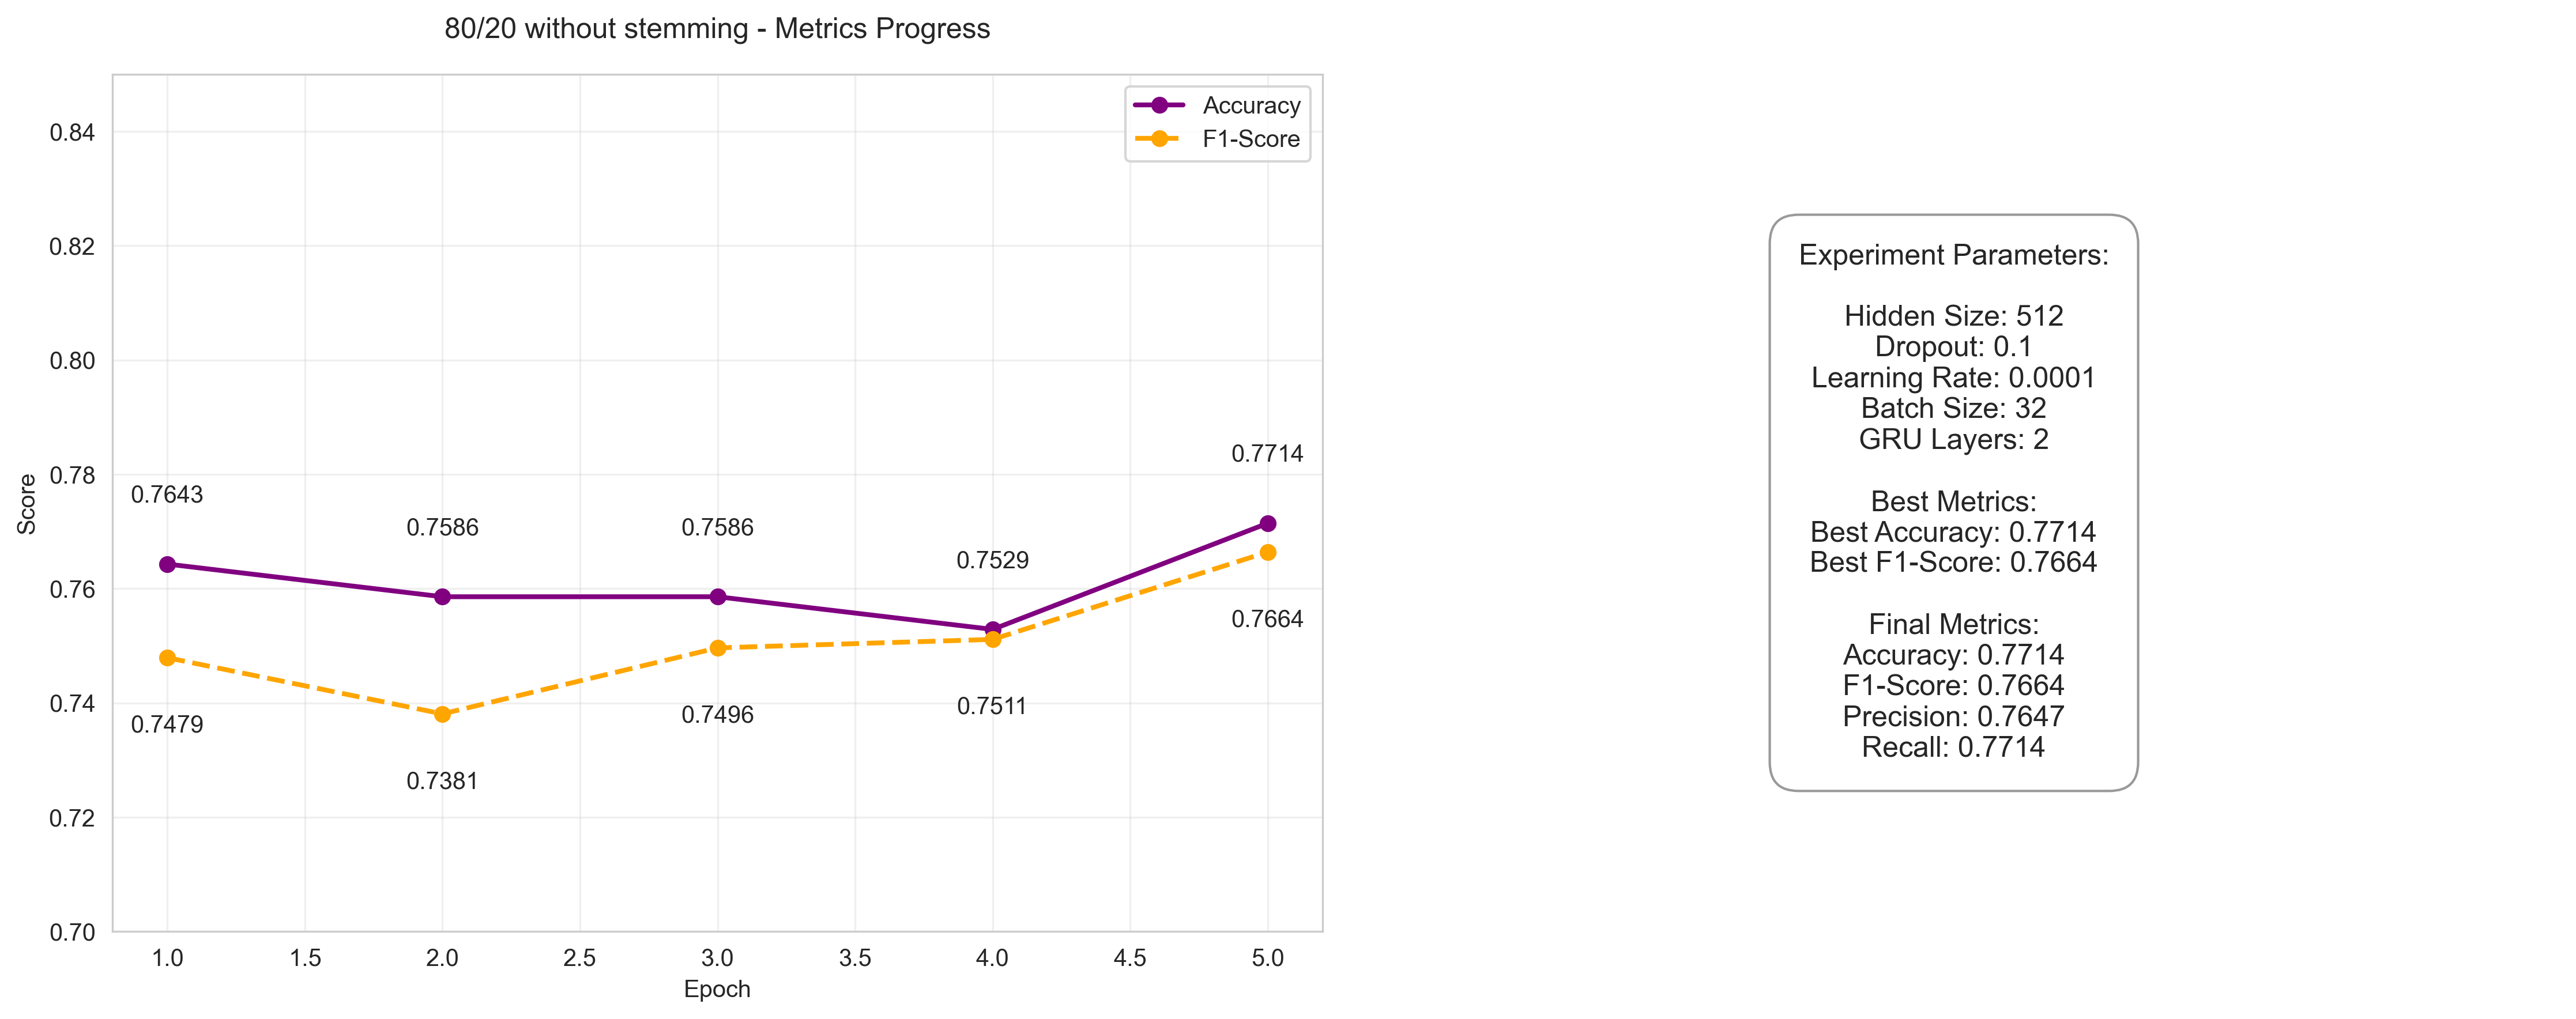 80/20 without stemming - Metrics Progress
Accuracy
F1-Score
0.84
0.82
0.80
0.78
0.76
0.74
0.72
0.70
Score
0.7643
0.7586
0.7586
0.7529
0.7714
0.7479
0.7381
0.7496
0.7511
0.7664
1.0 1.5 2.0 2.5 3.0 3.5 4.0 4.5 5.0
Epoch
Experiment Parameters:
Hidden Size: 512
Dropout: 0.1
Learning Rate: 0.0001
Batch Size: 32
GRU Layers: 2
Best Metrics:
Best Accuracy: 0.7714
Best F1-Score: 0.7664
Final Metrics:
Accuracy: 0.7714
F1-Score: 0.7664
Precision: 0.7647
Recall: 0.7714